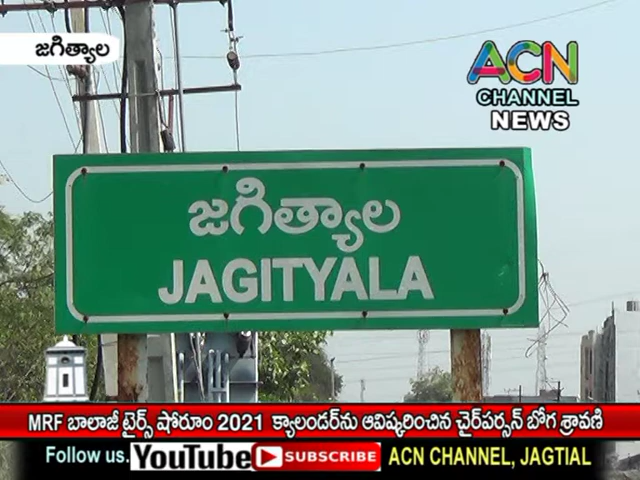 జగిత్యాల
ACN
CHANNEL
NEWS
జగిత్యాల
JAGITYALA
MRF బాలాజీ టైర్స్ షోరూం 2021 క్యాలండర్‌ను ఆవిష్కరించిన చైర్‌పర్సన్ బోగ శ్రావణి
Follow us. YouTube SUBSCRIBE ACN CHANNEL, JAGTIAL